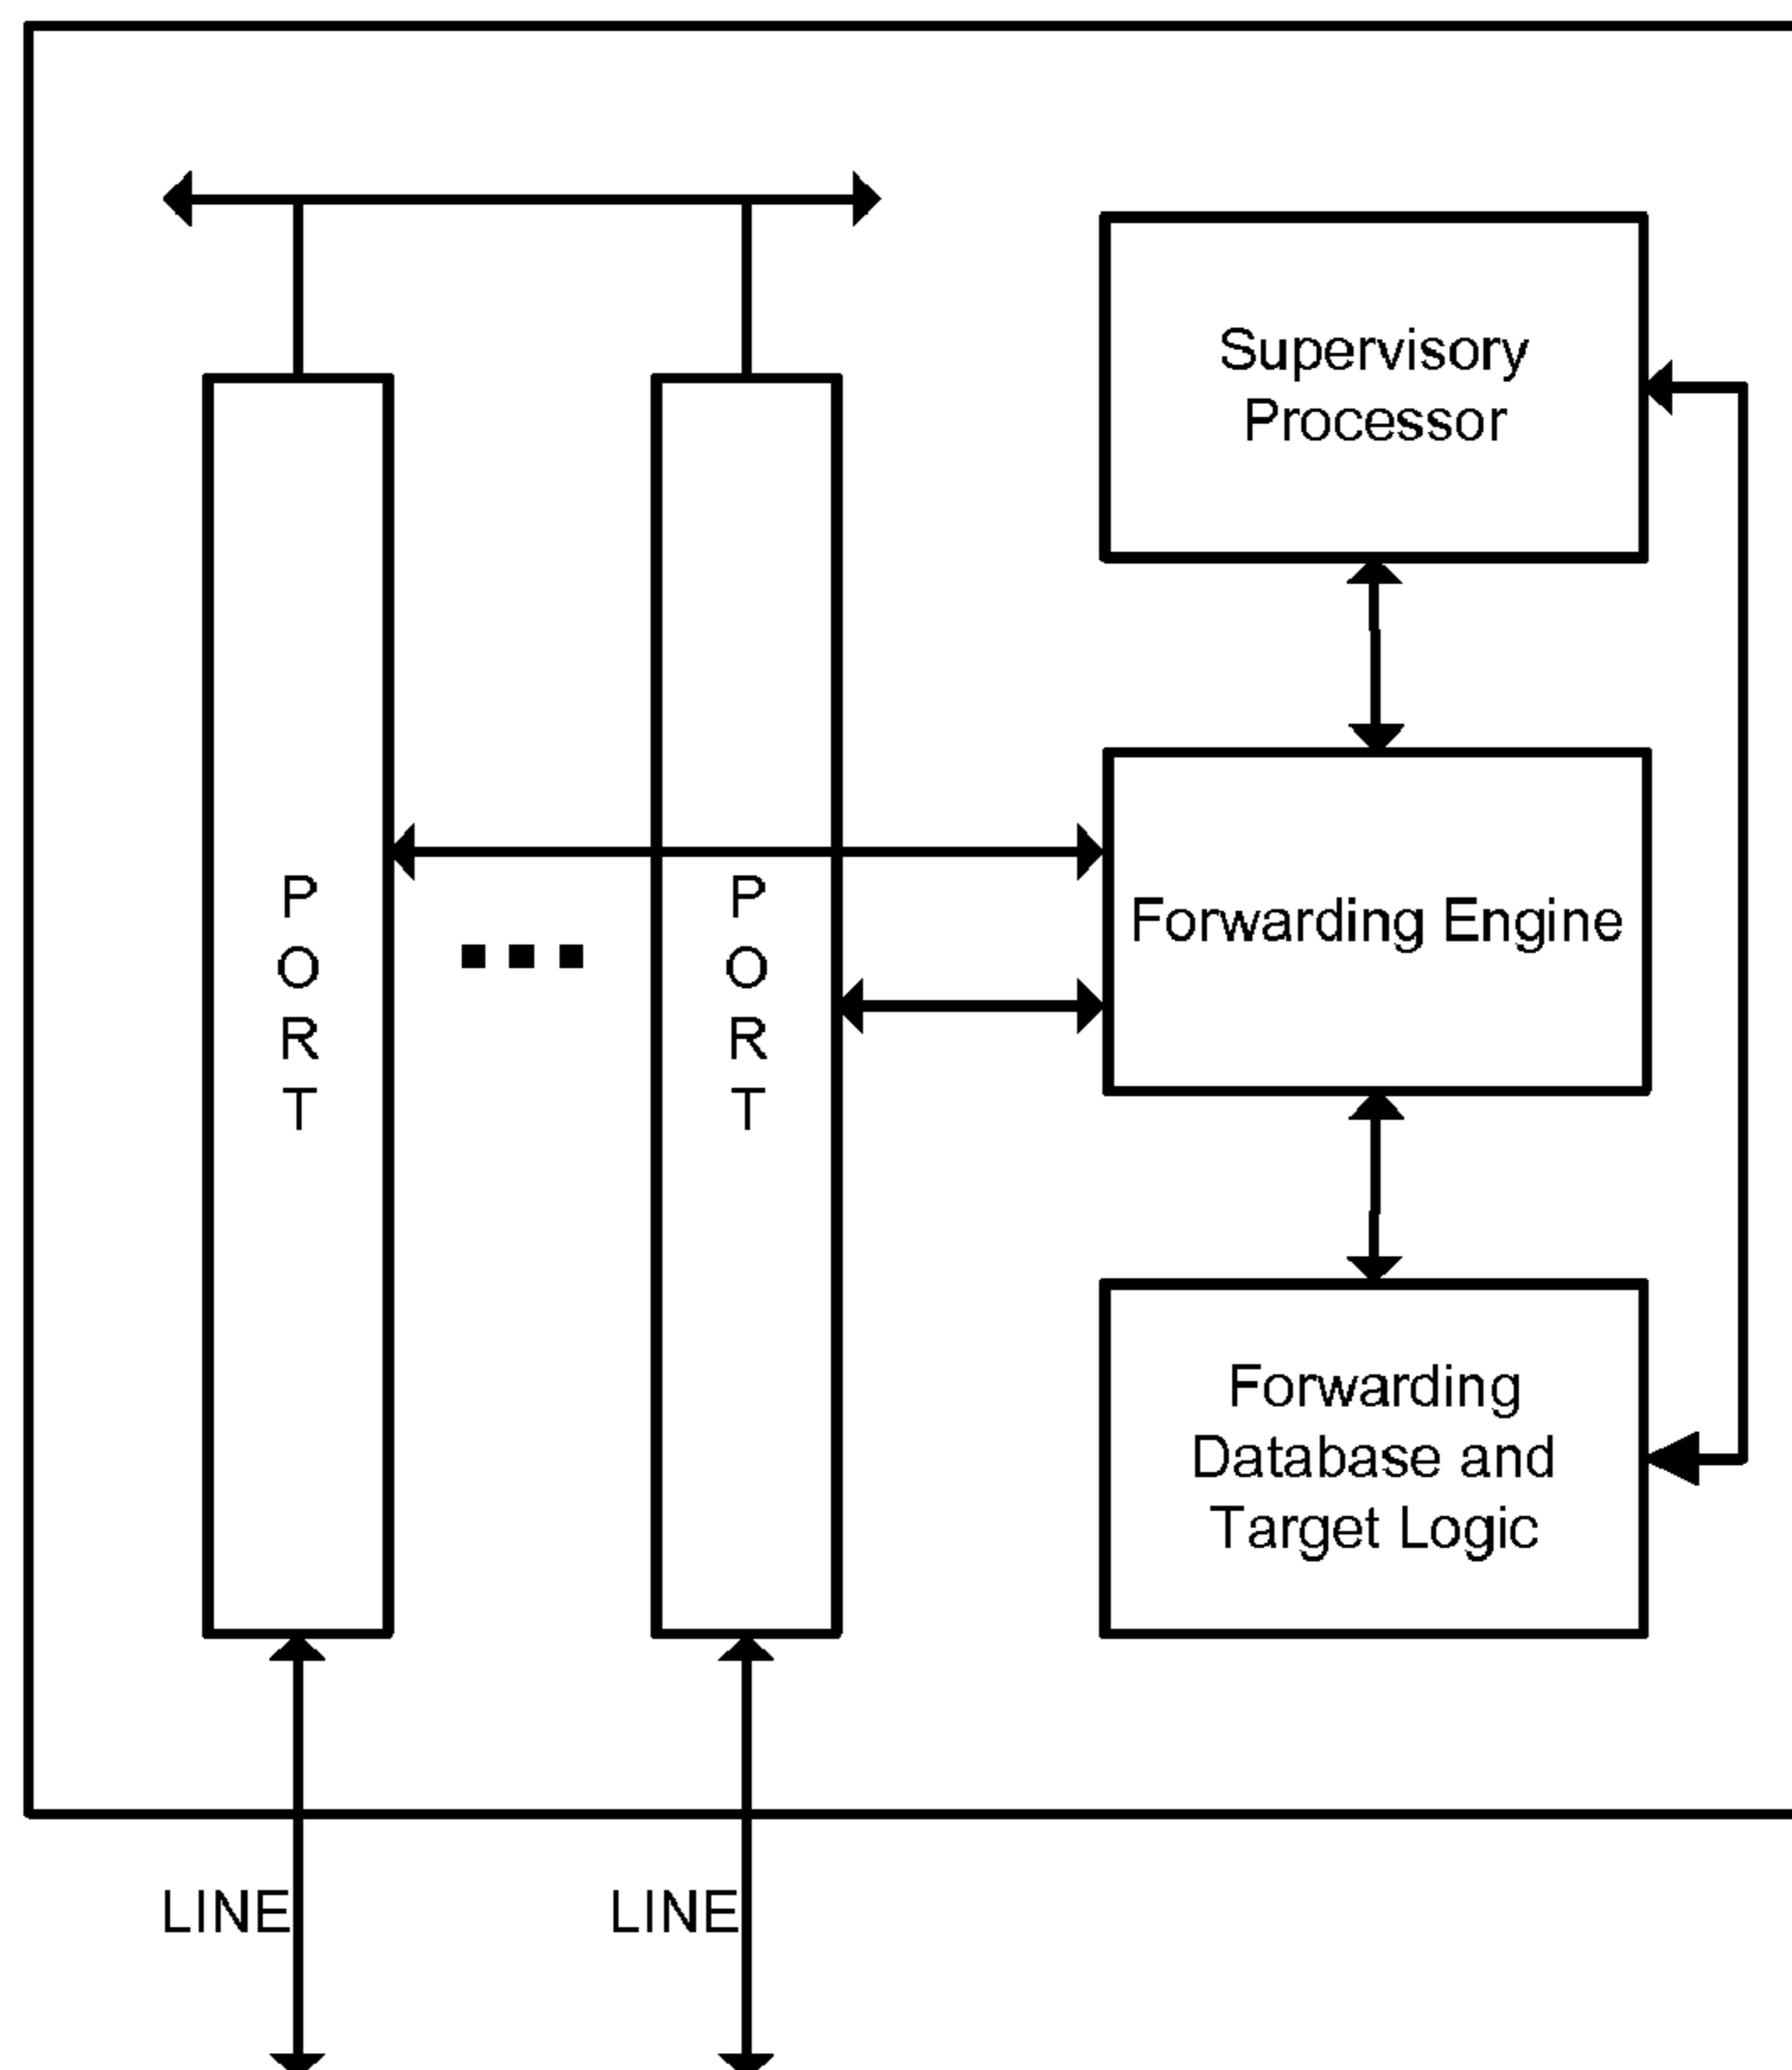 Supervisory
Processor
P
O
R
T
P
O
R
T
Forwarding Engine
Forwarding
Database and
Target Logic
LINE
LINE